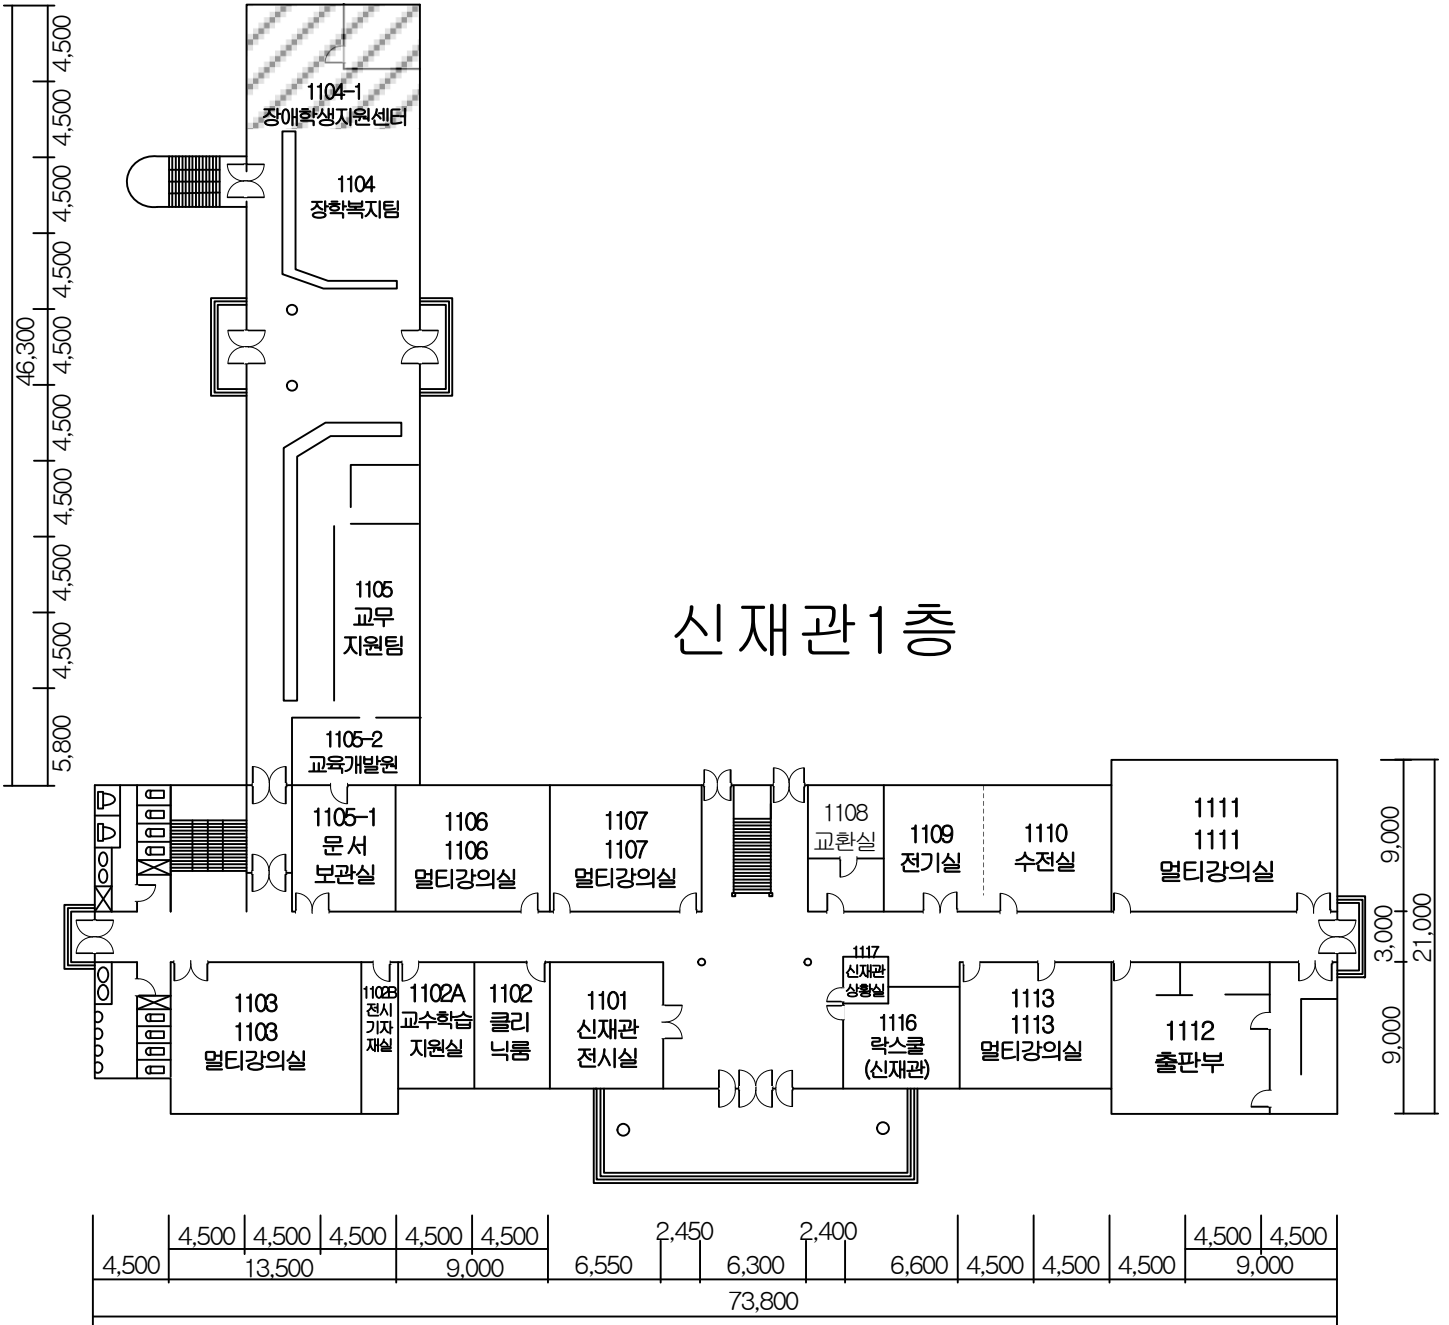 4,500
4,500
4,500
4,500
4,500
4,500
4,500
4,500
4,500
5,800
46,300
1104-1
장애학생지원센터
1104
장학복지팀
1105
교무
지원팀
신재관1층
1105-2
교육개발원
1105-1
문서
보관실
1106
1106
멀티강의실
1107
1107
멀티강의실
1108
교환실
1109
전기실
1110
수전실
1111
1111
멀티강의실
9,000
3,000
21,000
9,000
1103
1103
멀티강의실
1102B
전시
기자
재실
1102A
교수학습
지원실
1102
클리
닉룸
1101
신재관
전시실
1117
신재관
상황실
1116
락스쿨
(신재관)
1113
1113
멀티강의실
1112
출판부
4,500 4,500 4,500 4,500 4,500 2,450 2,400 4,500 4,500
4,500 13,500 9,000 6,550 6,300 6,600 4,500 4,500 4,500 9,000
73,800